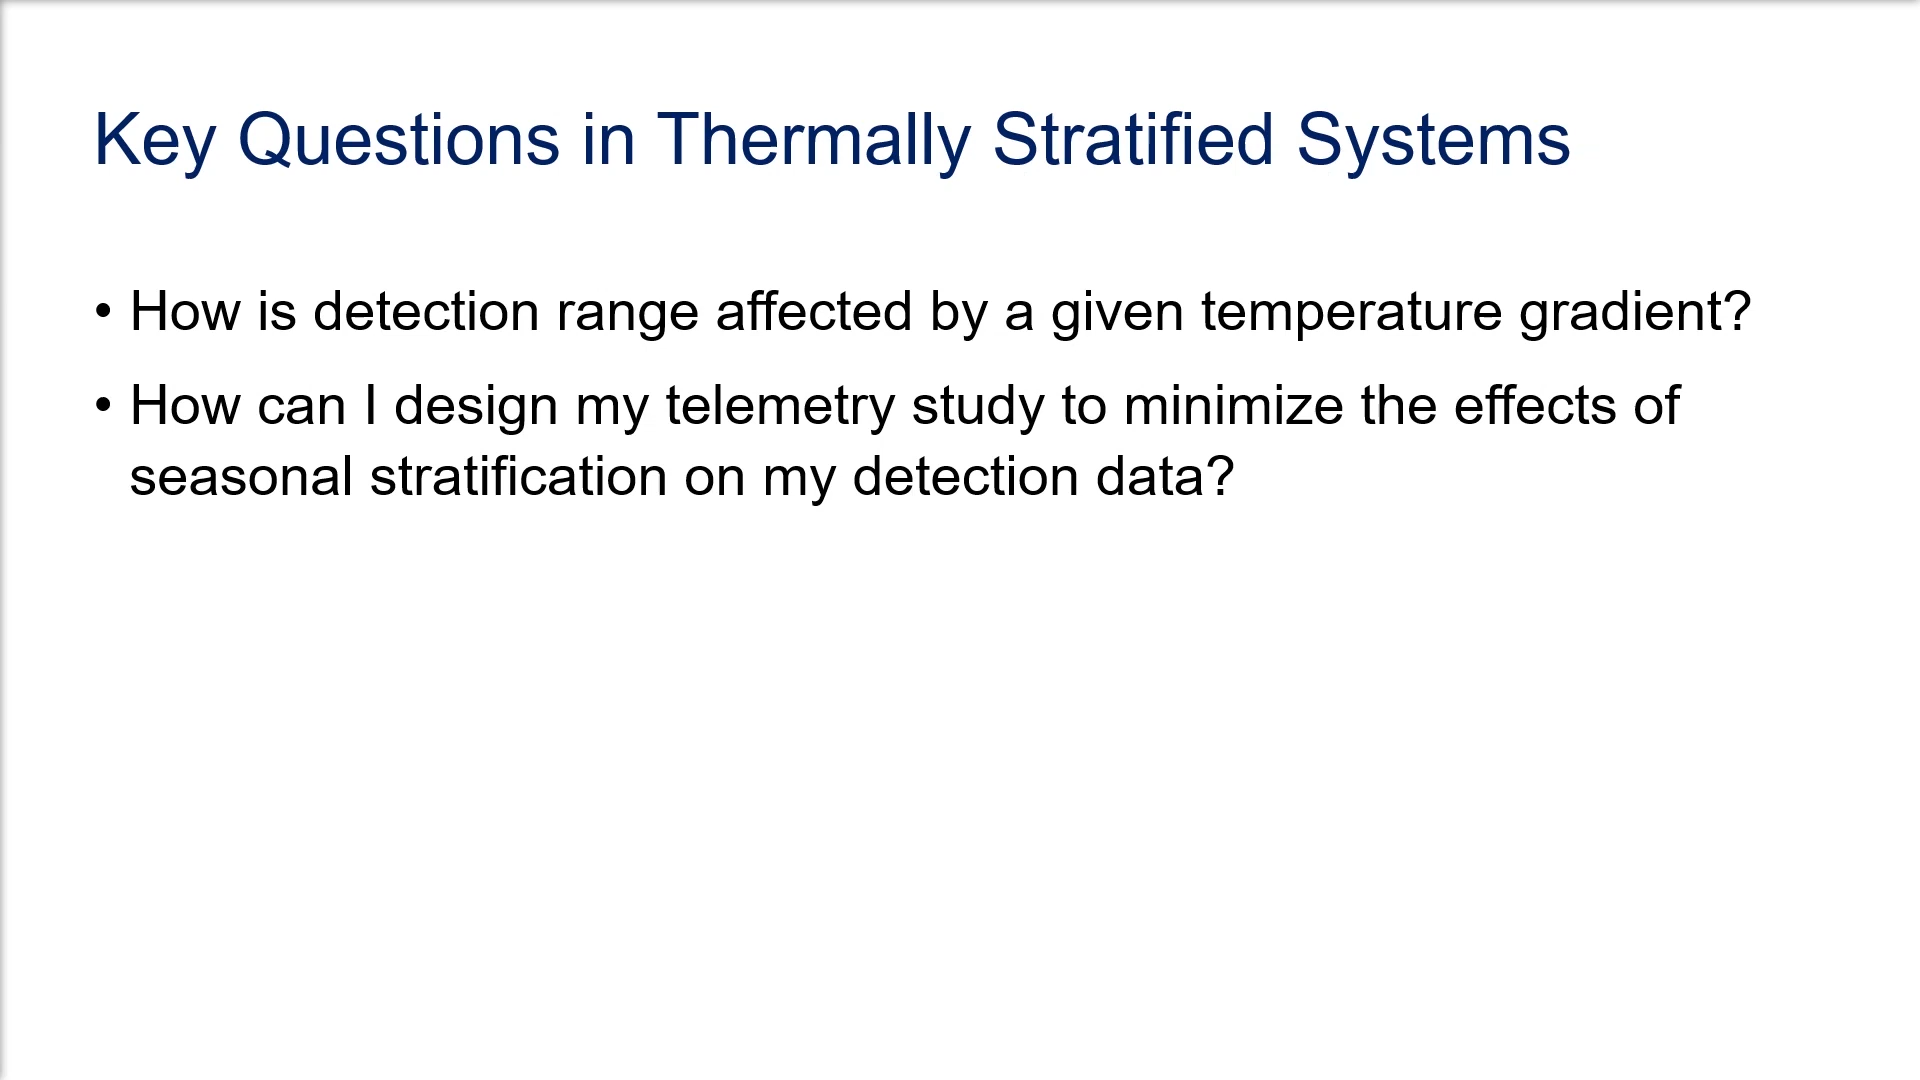 Key Questions in Thermally Stratified Systems
• How is detection range affected by a given temperature gradient?
• How can I design my telemetry study to minimize the effects of
seasonal stratification on my detection data?